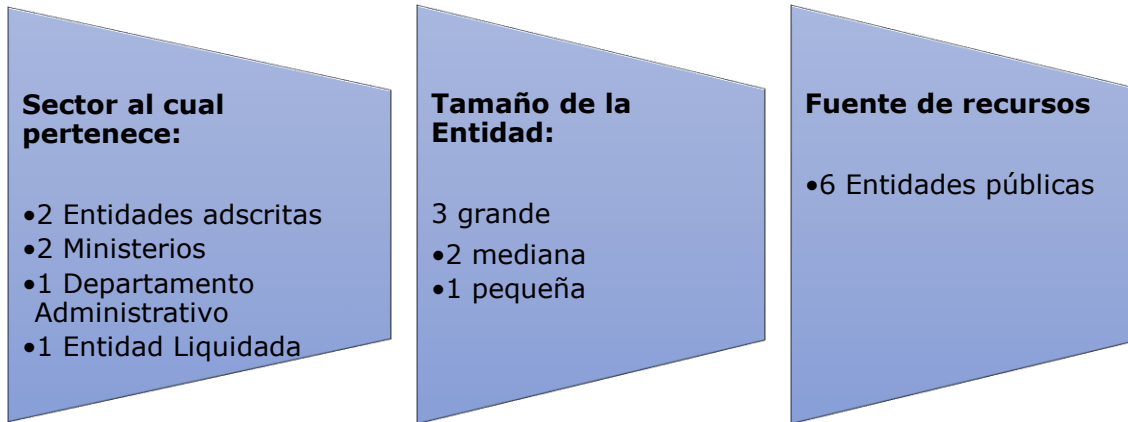 Sector al cual
pertenece:
•2 Entidades adscritas
•2 Ministerios
•1 Departamento
Administrativo
•1 Entidad Liquidada
Tamaño de la
Entidad:
3 grande
•2 mediana
•1 pequeña
Fuente de recursos
•6 Entidades públicas